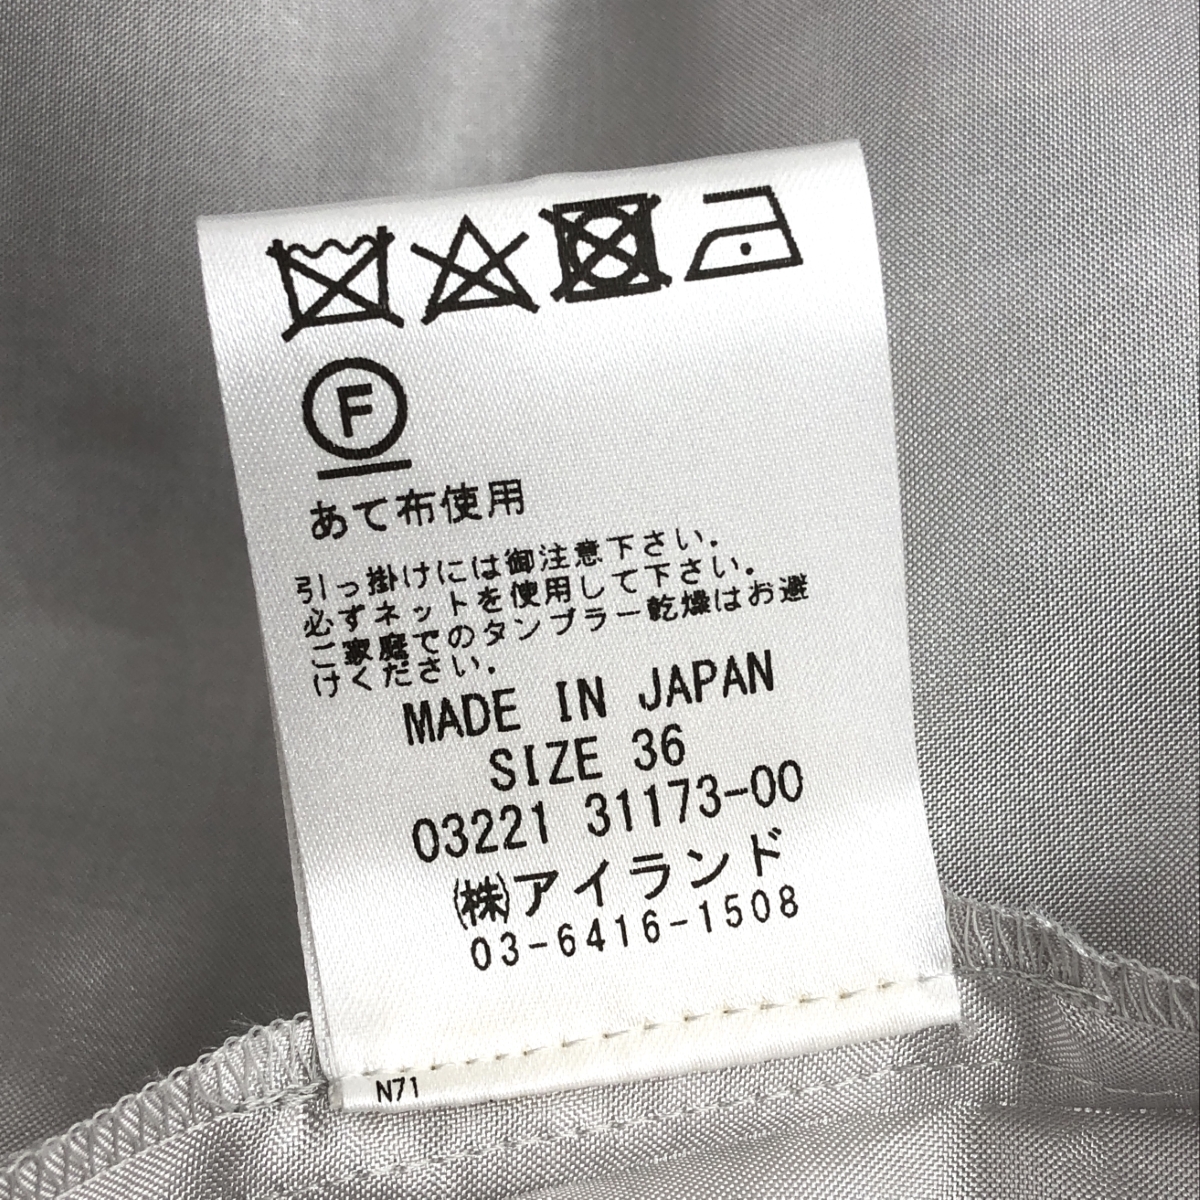 F
あて布使用
引っ掛けには御注意下さい.
必ずネットを使用して下さい.
ご家庭でのタンブラー乾燥はお避
けください.
MADE IN JAPAN
SIZE 36
03221 31173-00
㈱アイランド
03-6416-1508
N71